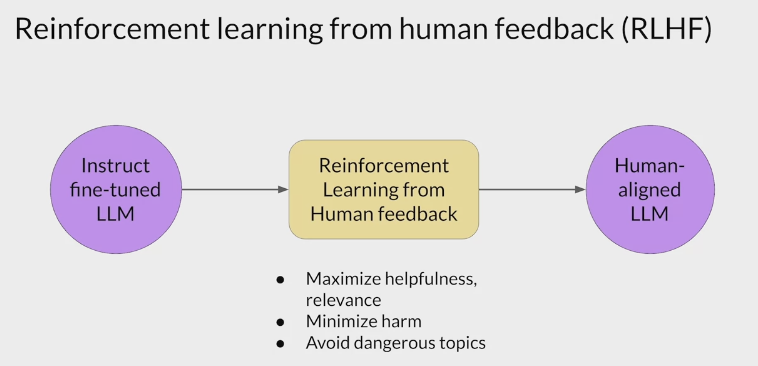 Reinforcement learning from human feedback (RLHF)
Instruct
fine-tuned
LLM
Reinforcement
Learning from
Human feedback
Human-
aligned
LLM
● Maximize helpfulness,
relevance
● Minimize harm
● Avoid dangerous topics